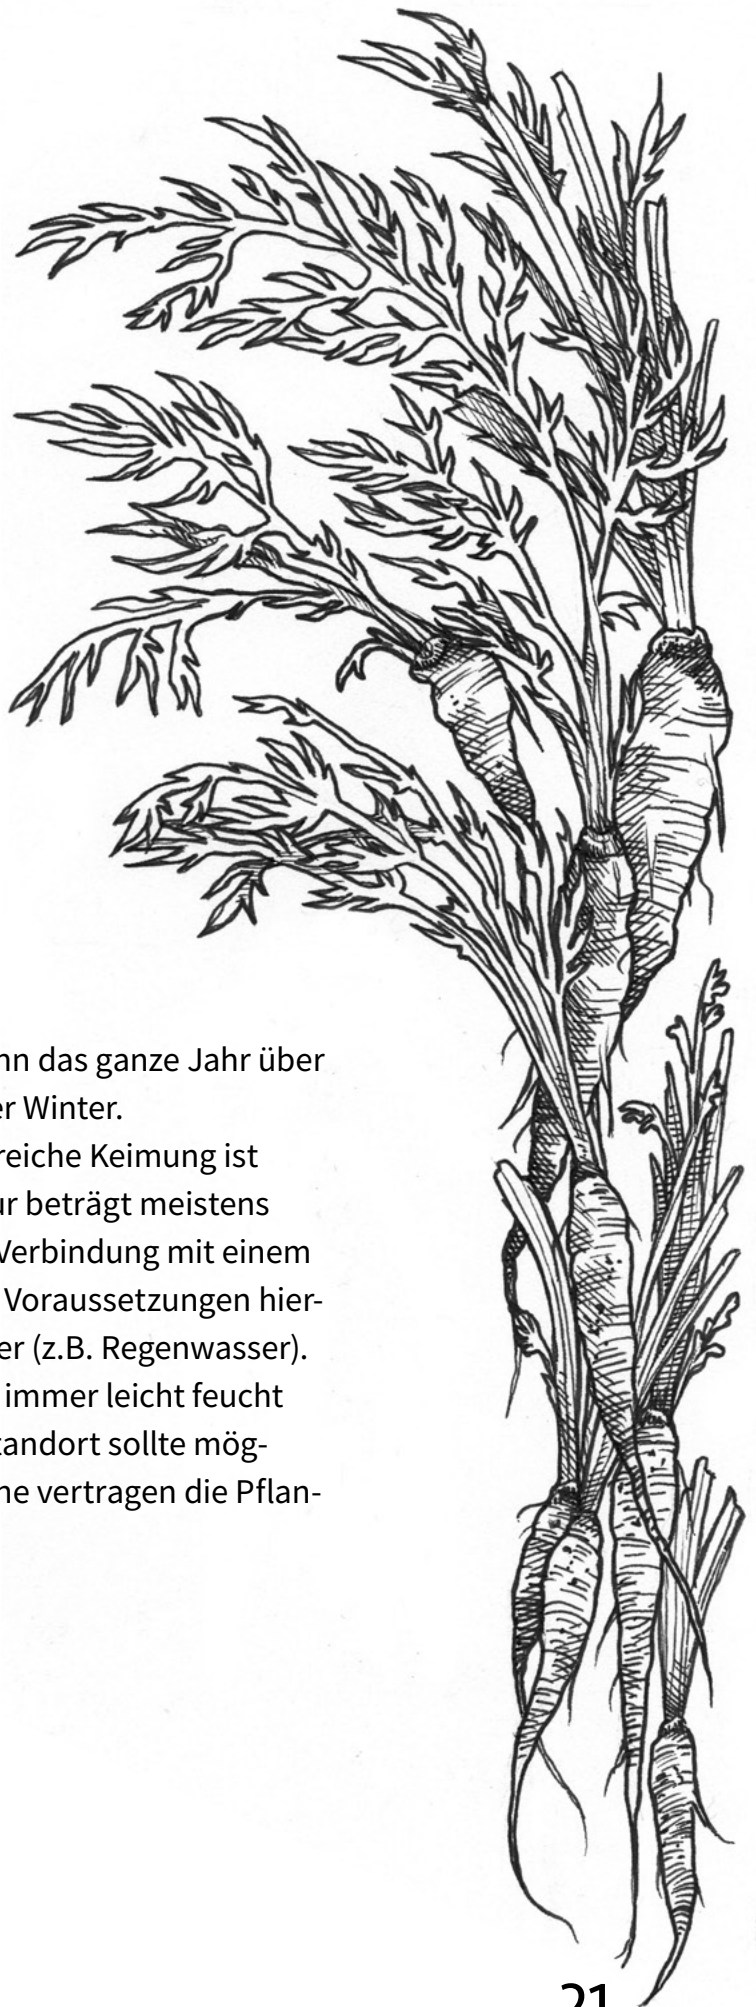 nn das ganze Jahr über
er Winter.
reiche Keimung ist
ur beträgt meistens
Verbindung mit einem
Voraussetzungen hier-
er (z.B. Regenwasser).
immer leicht feucht
tandort sollte mög-
ne vertragen die Pflan-
21